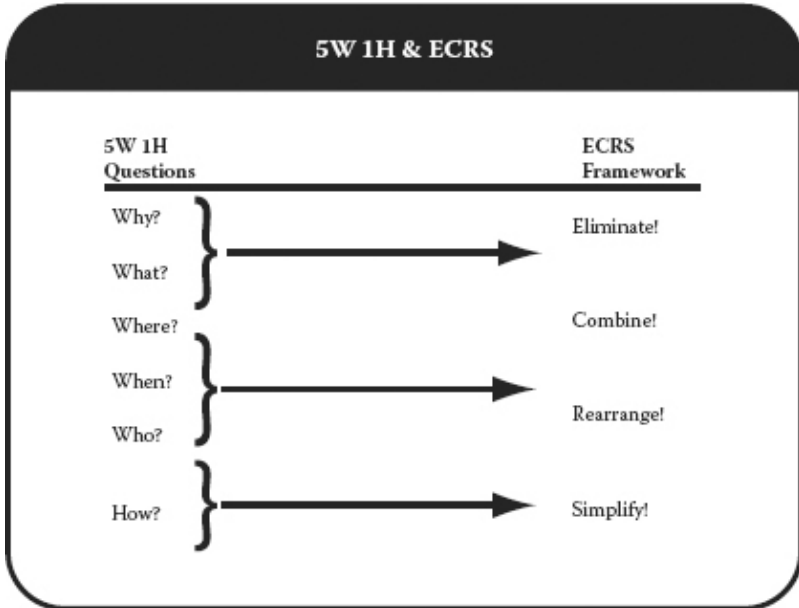 5W 1H & ECRS
5W 1H
Questions
ECRS
Framework
Why?
Eliminate!
What?
Where?
Combine!
When?
Rearrange!
Who?
How?
Simplify!